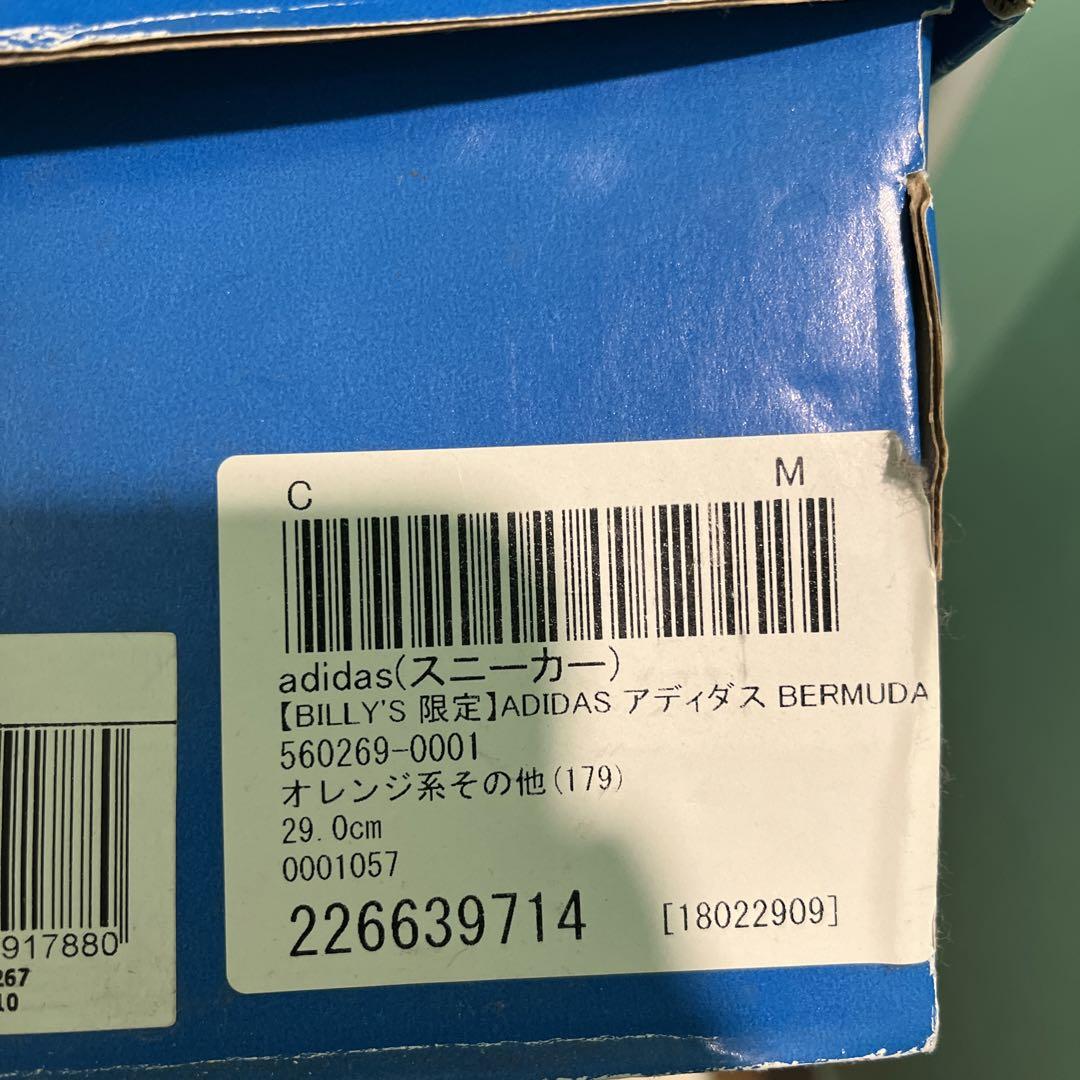 C M
adidas(スニーカー)
【BILLY'S 限定】ADIDAS アディダス BERMUDA
560269-0001
オレンジ系その他(179)
29.0cm
0001057
226639714 [18022909]
917880
267
10